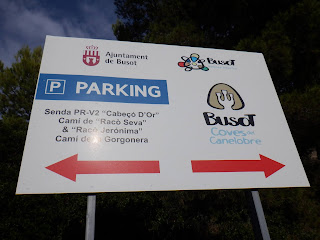 Ajuntament
de Busot
BUSOT
P PARKING
Senda PR-V2 "Cabeçó D'Or"
Camí de "Racó Seva"
& "Racó Jerónima"
Camí de Gorgonera
BUSOT
Coves del
Canelobre